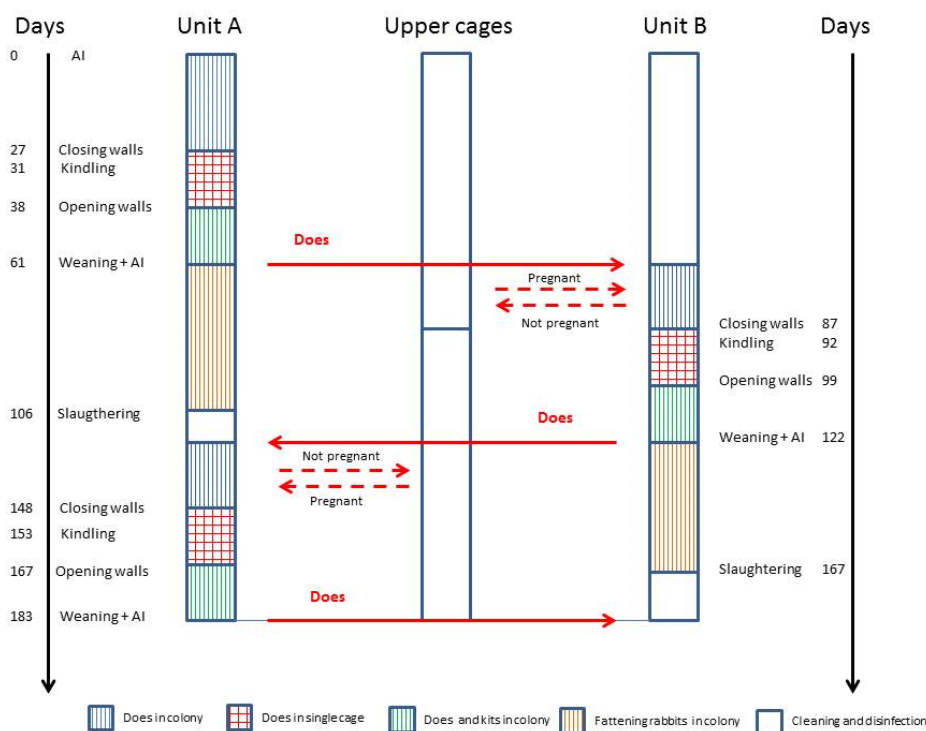 Days Unit A Upper cages Unit B Days
0 AI
27 Closing walls
31 Kindling
38 Opening walls
Does
61 Weaning + AI
Pregnant
Not pregnant
Closing walls 87
Kindling 92
Opening walls 99
106 Slaugthering
Does
Weaning + AI 122
Not pregnant
Pregnant
148 Closing walls
153 Kindling
167 Opening walls
Slaughtering 167
Does
183 Weaning + AI
Does in colony Does in single cage Does and kits in colony Fattening rabbits in colony Cleaning and disinfection